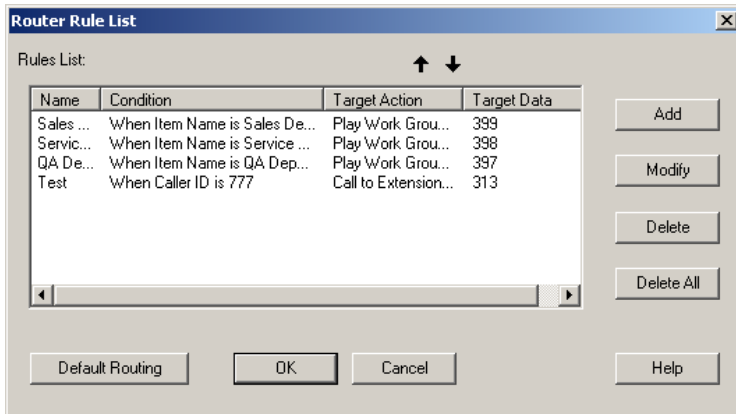 Router Rule List
Rules List:
Name Condition Target Action Target Data
Sales ... When Item Name is Sales De... Play Work Grou... 399
Servic... When Item Name is Service ... Play Work Grou... 398
QA De... When Item Name is QA Dep... Play Work Grou... 397
Test When Caller ID is 777 Call to Extension... 313
Add
Modify
Delete
Delete All
Default Routing OK Cancel Help